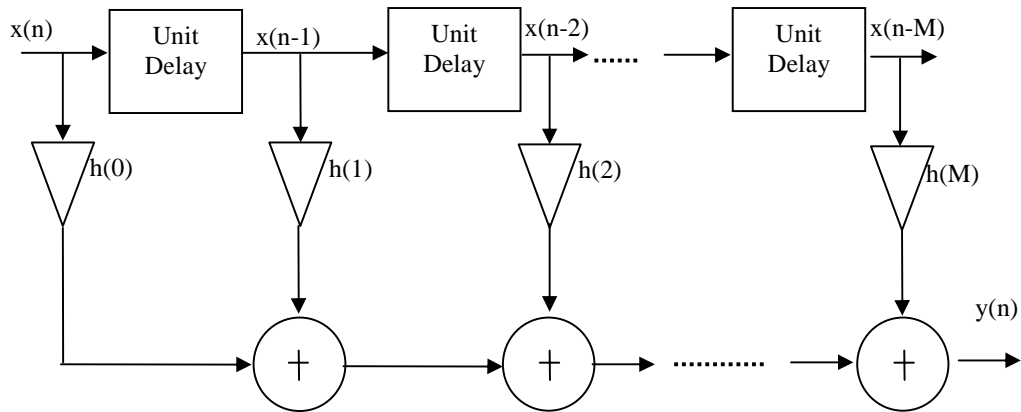 x(n)
Unit
Delay
x(n-1)
Unit
Delay
x(n-2)
......
Unit
Delay
x(n-M)
h(0)
h(1)
h(2)
h(M)
+
+
..............
+
y(n)